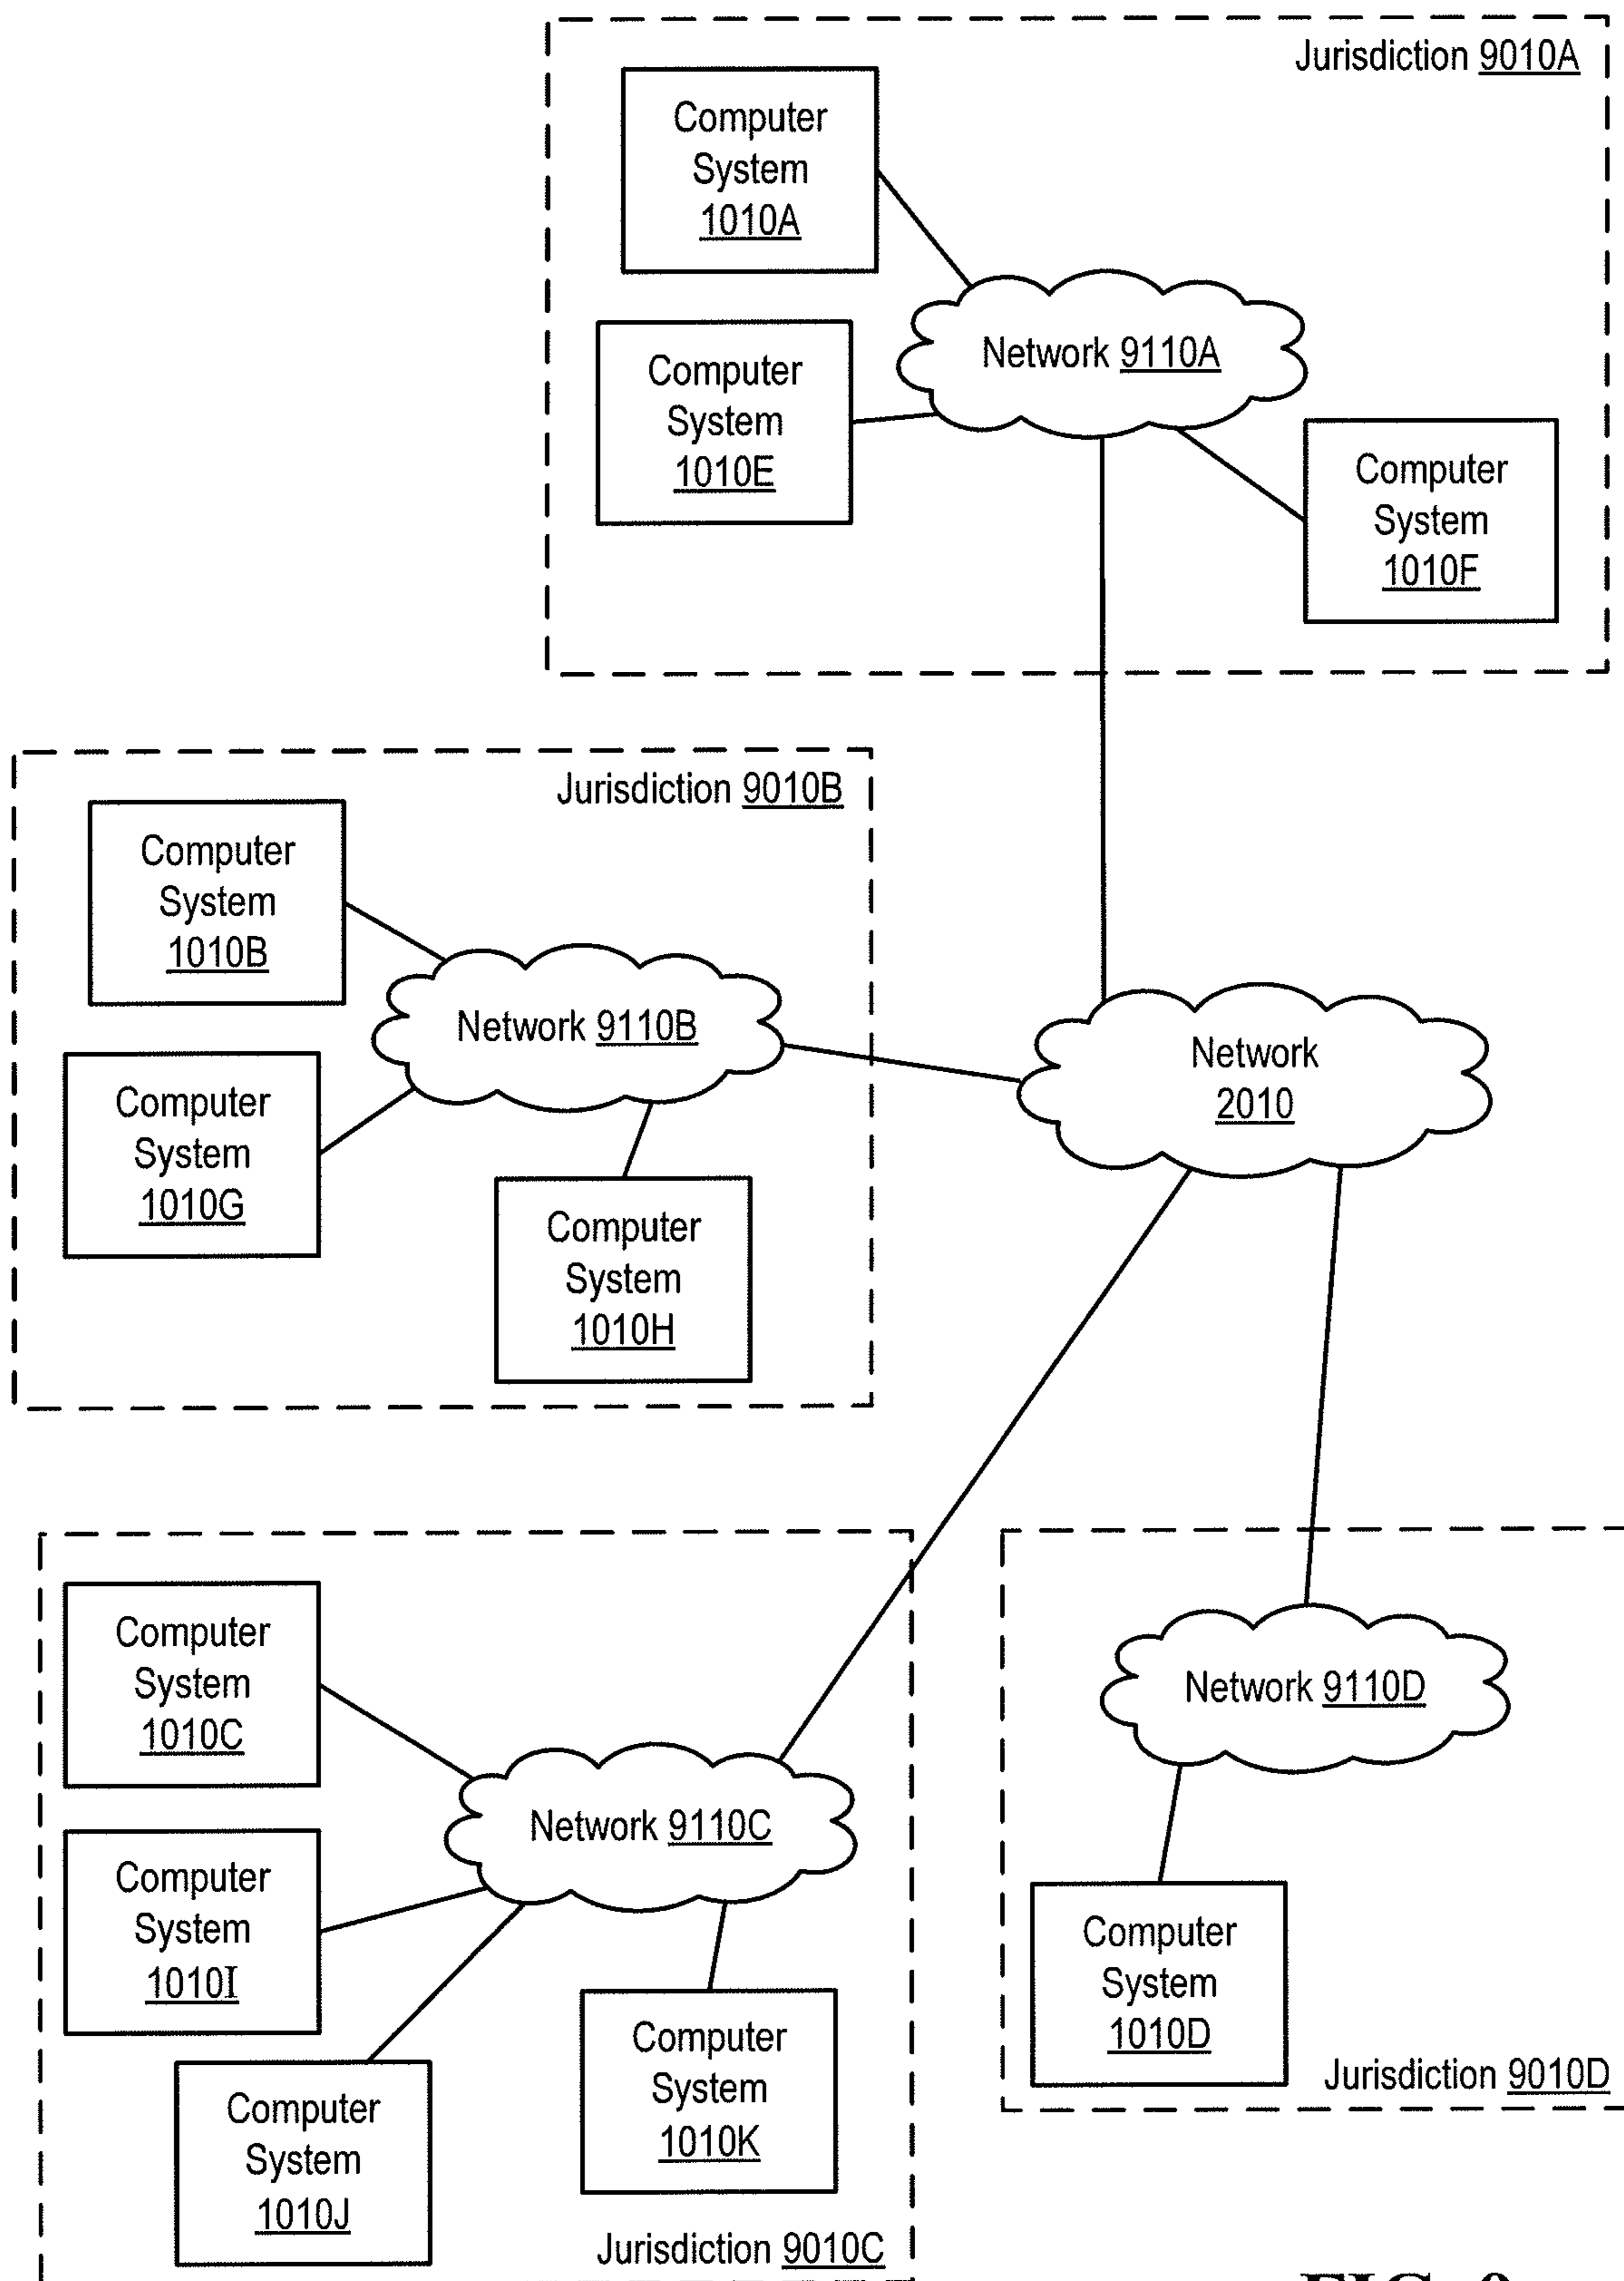 Jurisdiction 9010A
Computer
System
1010A
Network 9110A
Computer
System
1010E
Computer
System
1010F
Jurisdiction 9010B
Computer
System
1010B
Network 9110B
Computer
System
1010G
Computer
System
1010H
Network
2010
Computer
System
1010C
Network 9110C
Computer
System
1010I
Computer
System
1010J
Computer
System
1010K
Jurisdiction 9010C
Network 9110D
Computer
System
1010D
Jurisdiction 9010D